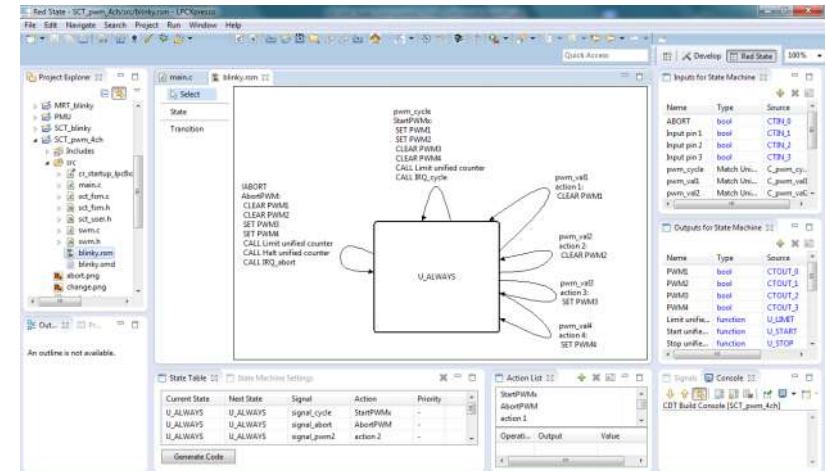 Red State - SCT_pwm_4ch/src/blinky.rsm - LPCXpresso
File Edit Navigate Search Project Run Window Help
Quick Access
Develop
Red State
100%
Project Explorer
MRT_blinky
PMU
SCT_blinky
SCT_pwm_4ch
Includes
src
main.c
sct_fsm.c
sct_fsm.h
sct_user.h
swm.c
swm.h
blinky.rsm
blinky.smd
abort.png
change.png
Out...
An outline is not available.
main.c
blinky.rsm
Select
State
Transition
pwm_cycle
StartPWMx:
SET PWM1
SET PWM2
CLEAR PWM3
CLEAR PWM4
CALL Limit unified counter
CALL IRQ_cycle
!ABORT
AbortPWM:
CLEAR PWM1
CLEAR PWM2
SET PWM3
SET PWM4
CALL Limit unified counter
CALL Halt unified counter
CALL IRQ_abort
U_ALWAYS
pwm_val1
action 1:
CLEAR PWM1
pwm_val2
action 2:
CLEAR PWM2
pwm_val3
action 3:
SET PWM3
pwm_val4
action 4:
SET PWM4
Inputs for State Machine
Name Type Source
ABORT bool CTIN_0
Input pin 1 bool CTIN_1
Input pin 2 bool CTIN_2
Input pin 3 bool CTIN_3
pwm_cycle Match Uni... C_pwm_cy...
pwm_val1 Match Uni... C_pwm_val1
pwm_val2 Match Uni...
Outputs for State Machine
Name Type Source
PWM1 bool CTOUT_0
PWM2 bool CTOUT_1
PWM3 bool CTOUT_2
PWM4 bool CTOUT_3
Limit unifie... function U_LIMIT
Start unifie... function U_START
Stop unifie... function U_STOP
State Table
State Machine Settings
Current State Next State Signal Action Priority
U_ALWAYS U_ALWAYS signal_cycle StartPWMx -
U_ALWAYS U_ALWAYS signal_abort AbortPWM -
U_ALWAYS U_ALWAYS signal_pwm2 action 2 -
Generate Code
Action List
StartPWMx
AbortPWM
action 1
Operati... Output Value
Signals
Console
CDT Build Console [SCT_pwm_4ch]